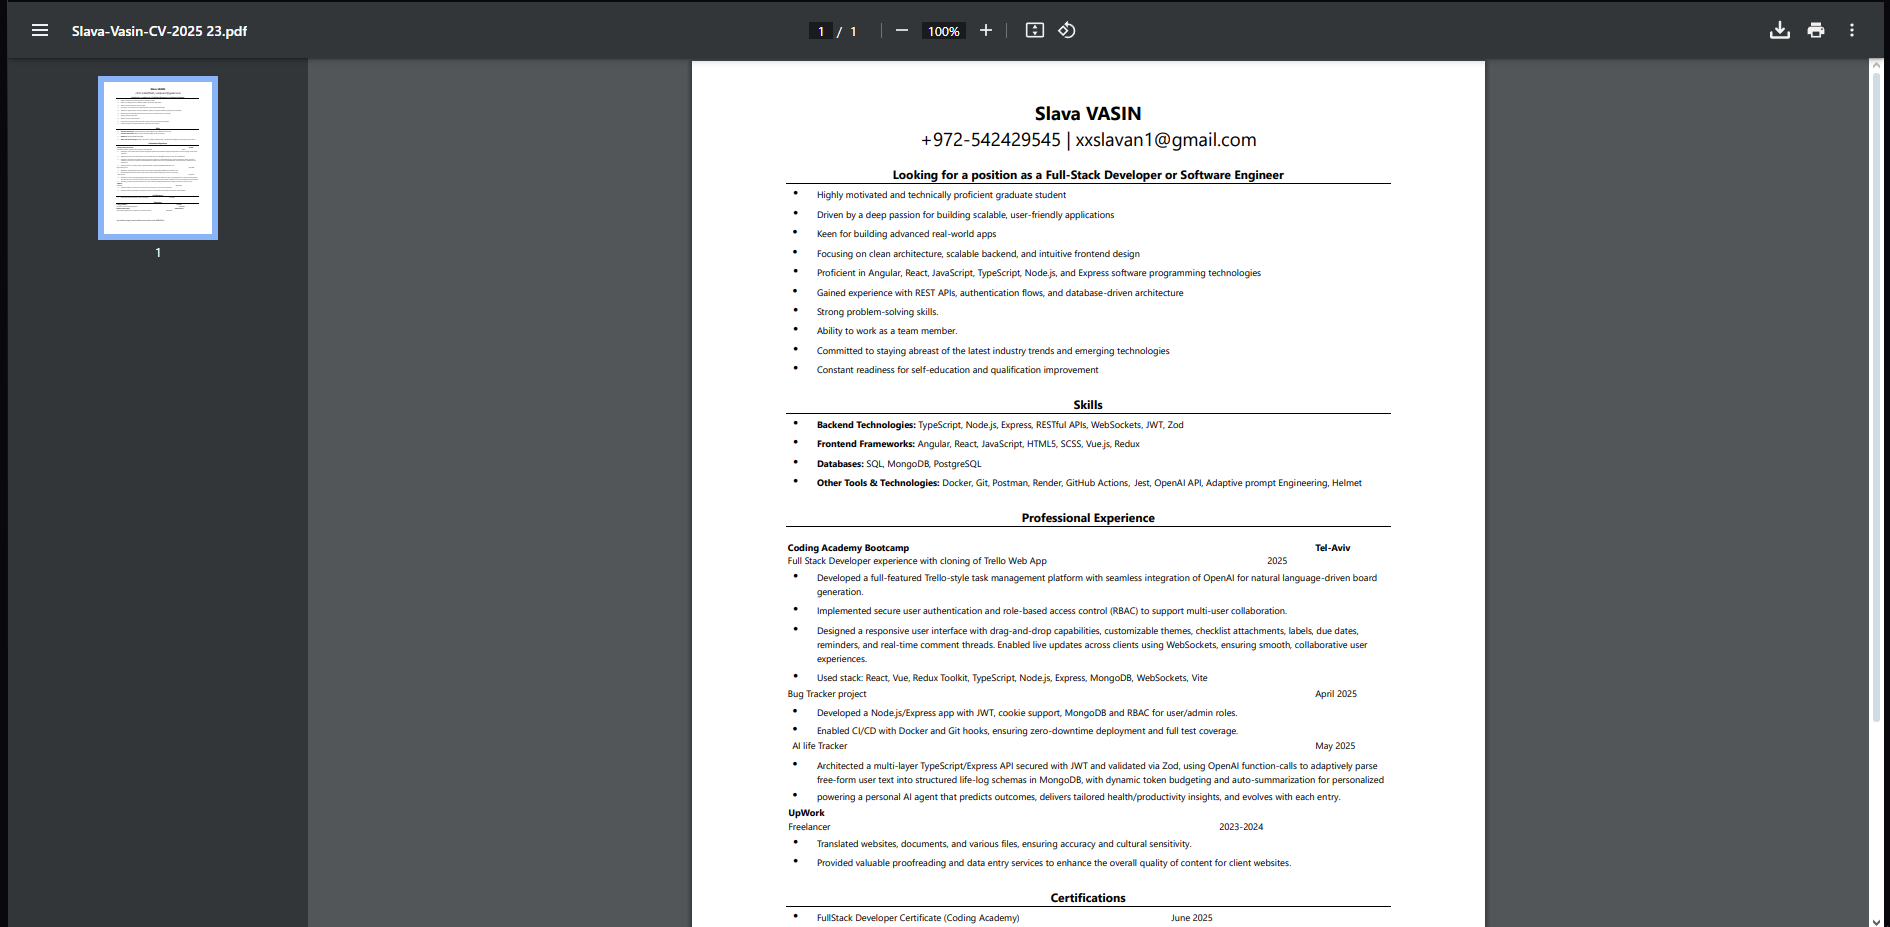 Slava-Vasin-CV-2025 23.pdf
1 / 1
100%
1
Slava VASIN
+972-542429545 | xxslavan1@gmail.com
Looking for a position as a Full-Stack Developer or Software Engineer
• Highly motivated and technically proficient graduate student
• Driven by a deep passion for building scalable, user-friendly applications
• Keen for building advanced real-world apps
• Focusing on clean architecture, scalable backend, and intuitive frontend design
• Proficient in Angular, React, JavaScript, TypeScript, Node.js, and Express software programming technologies
• Gained experience with REST APIs, authentication flows, and database-driven architecture
• Strong problem-solving skills.
• Ability to work as a team member.
• Committed to staying abreast of the latest industry trends and emerging technologies
• Constant readiness for self-education and qualification improvement
Skills
• Backend Technologies: TypeScript, Node.js, Express, RESTful APIs, WebSockets, JWT, Zod
• Frontend Frameworks: Angular, React, JavaScript, HTML5, SCSS, Vue.js, Redux
• Databases: SQL, MongoDB, PostgreSQL
• Other Tools & Technologies: Docker, Git, Postman, Render, GitHub Actions, Jest, OpenAI API, Adaptive prompt Engineering, Helmet
Professional Experience
Coding Academy Bootcamp Tel-Aviv
Full Stack Developer experience with cloning of Trello Web App 2025
• Developed a full-featured Trello-style task management platform with seamless integration of OpenAI for natural language-driven board
generation.
• Implemented secure user authentication and role-based access control (RBAC) to support multi-user collaboration.
• Designed a responsive user interface with drag-and-drop capabilities, customizable themes, checklist attachments, labels, due dates,
reminders, and real-time comment threads. Enabled live updates across clients using WebSockets, ensuring smooth, collaborative user
experiences.
• Used stack: React, Vue, Redux Toolkit, TypeScript, Node.js, Express, MongoDB, WebSockets, Vite
Bug Tracker project April 2025
• Developed a Node.js/Express app with JWT, cookie support, MongoDB and RBAC for user/admin roles.
• Enabled CI/CD with Docker and Git hooks, ensuring zero-downtime deployment and full test coverage.
AI life Tracker May 2025
• Architected a multi-layer TypeScript/Express API secured with JWT and validated via Zod, using OpenAI function-calls to adaptively parse
free-form user text into structured life-log schemas in MongoDB, with dynamic token budgeting and auto-summarization for personalized
• powering a personal AI agent that predicts outcomes, delivers tailored health/productivity insights, and evolves with each entry.
UpWork
Freelancer 2023-2024
• Translated websites, documents, and various files, ensuring accuracy and cultural sensitivity.
• Provided valuable proofreading and data entry services to enhance the overall quality of content for client websites.
Certifications
• FullStack Developer Certificate (Coding Academy) June 2025